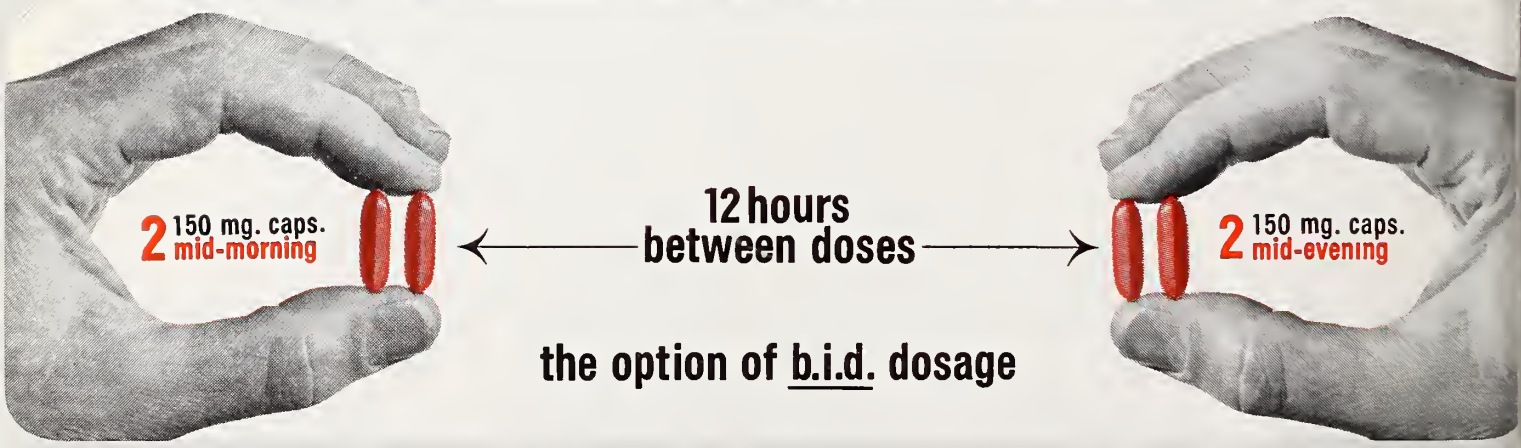 2 150 mg. caps.
mid-morning
12 hours
between doses
2 150 mg. caps.
mid-evening
the option of b.i.d. dosage